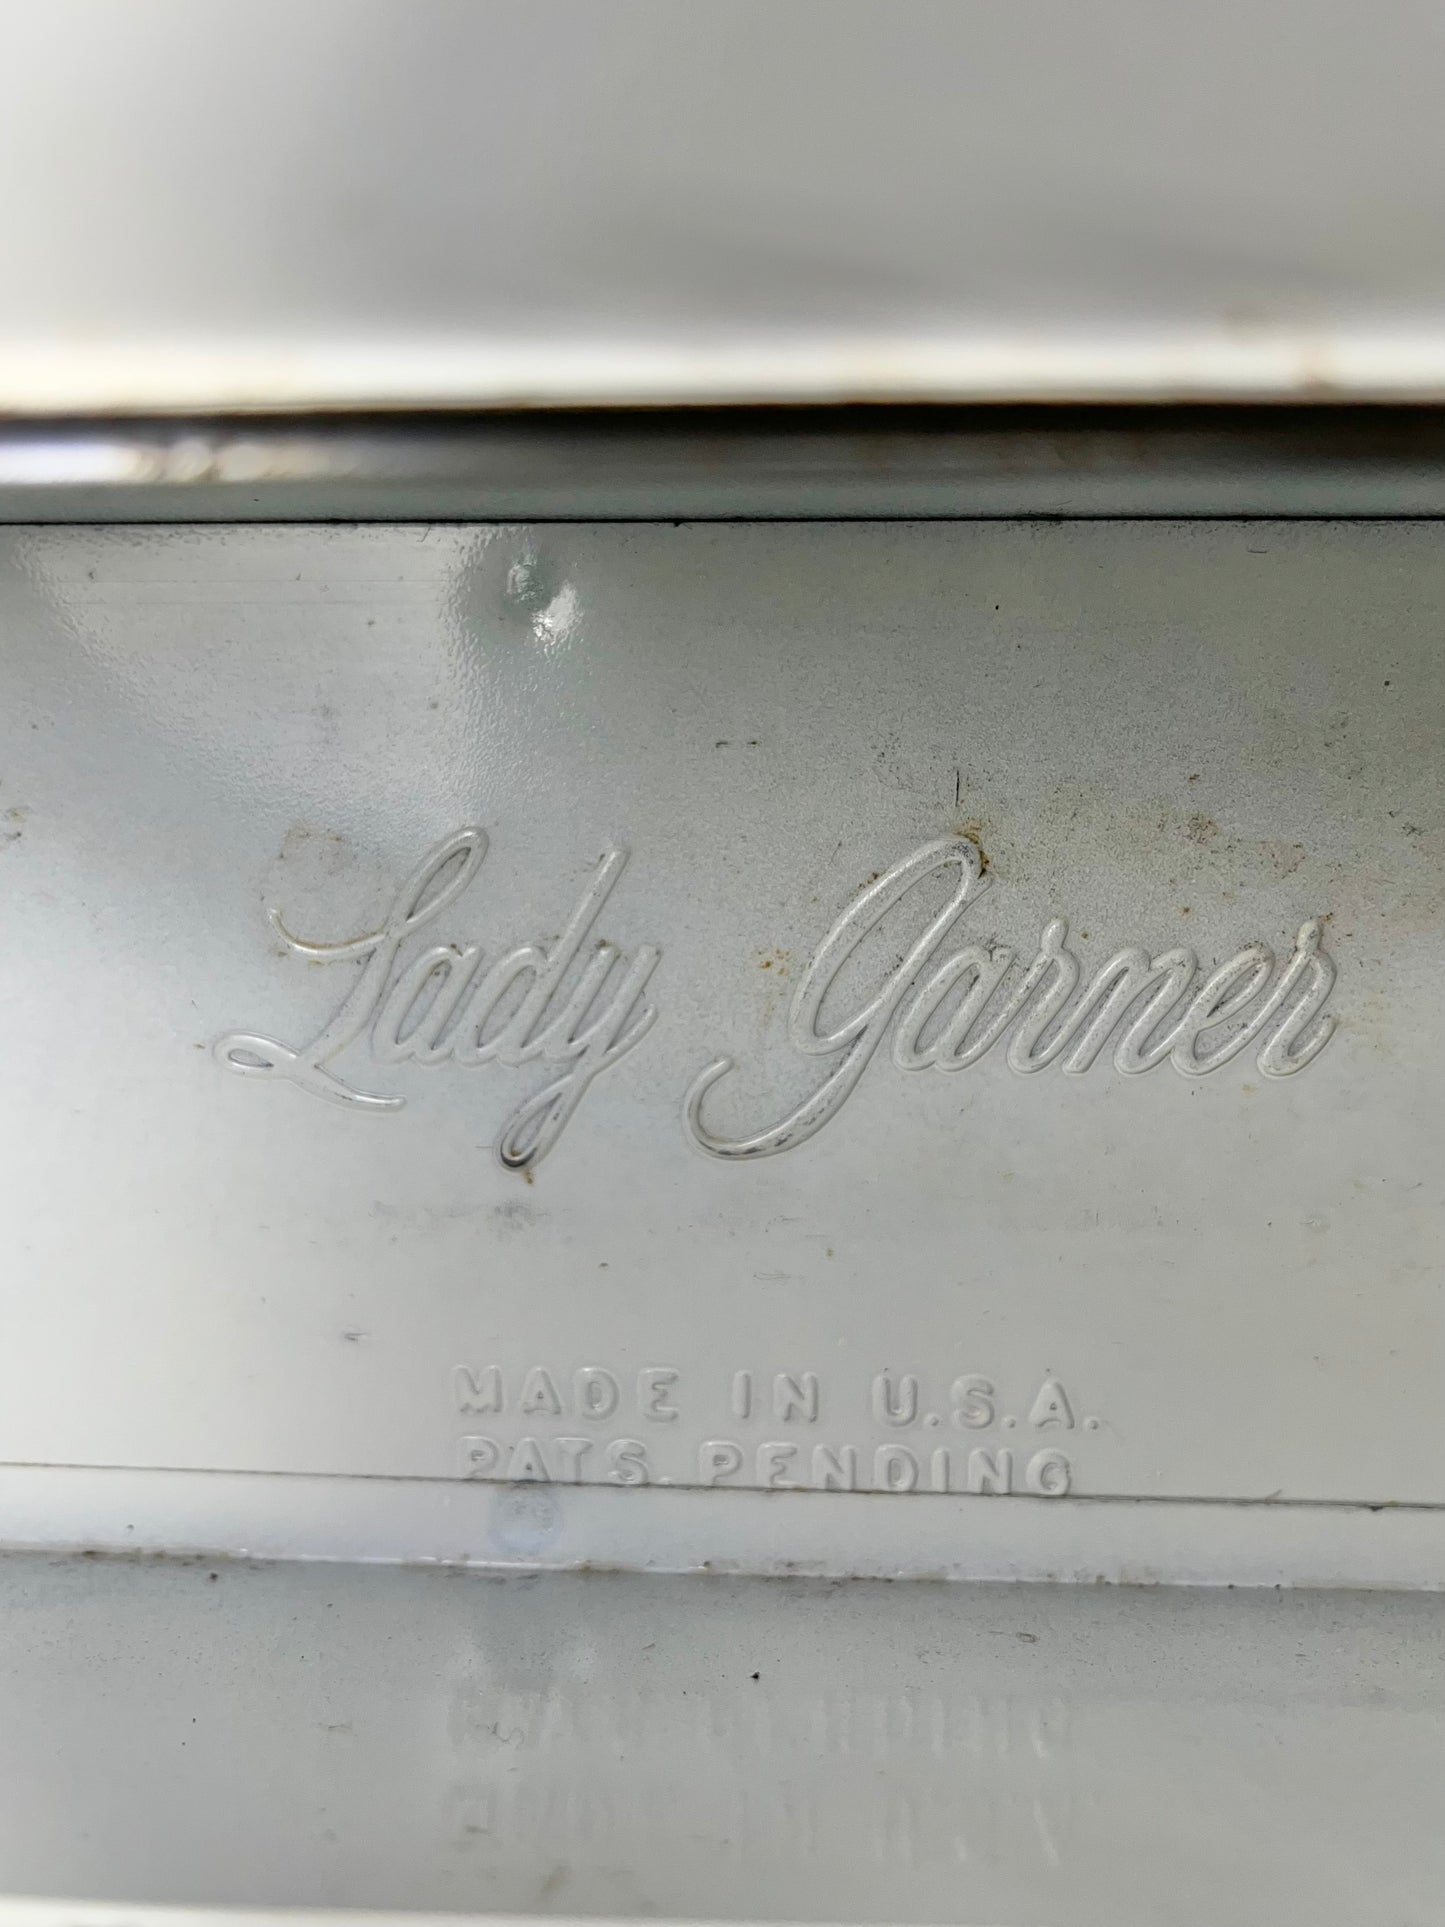 Lady Garner
MADE IN U.S.A.
PATS. PENDING